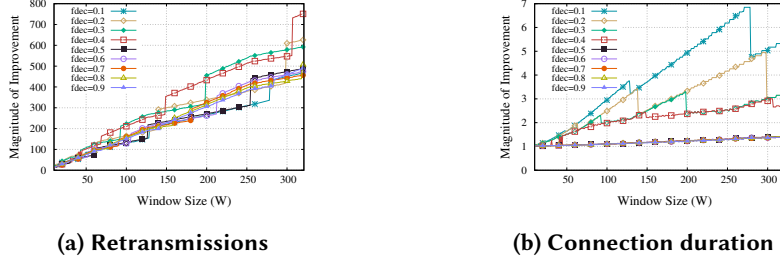 Magnitude of Improvement
800
700
600
500
400
300
200
100
0
fdec=0.1
fdec=0.2
fdec=0.3
fdec=0.4
fdec=0.5
fdec=0.6
fdec=0.7
fdec=0.8
fdec=0.9
50 100 150 200 250 300
Window Size (W)
(a) Retransmissions
Magnitude of Improvement
7
6
5
4
3
2
1
0
fdec=0.1
fdec=0.2
fdec=0.3
fdec=0.4
fdec=0.5
fdec=0.6
fdec=0.7
fdec=0.8
fdec=0.9
50 100 150 200 250 300
Window Size (W)
(b) Connection duration